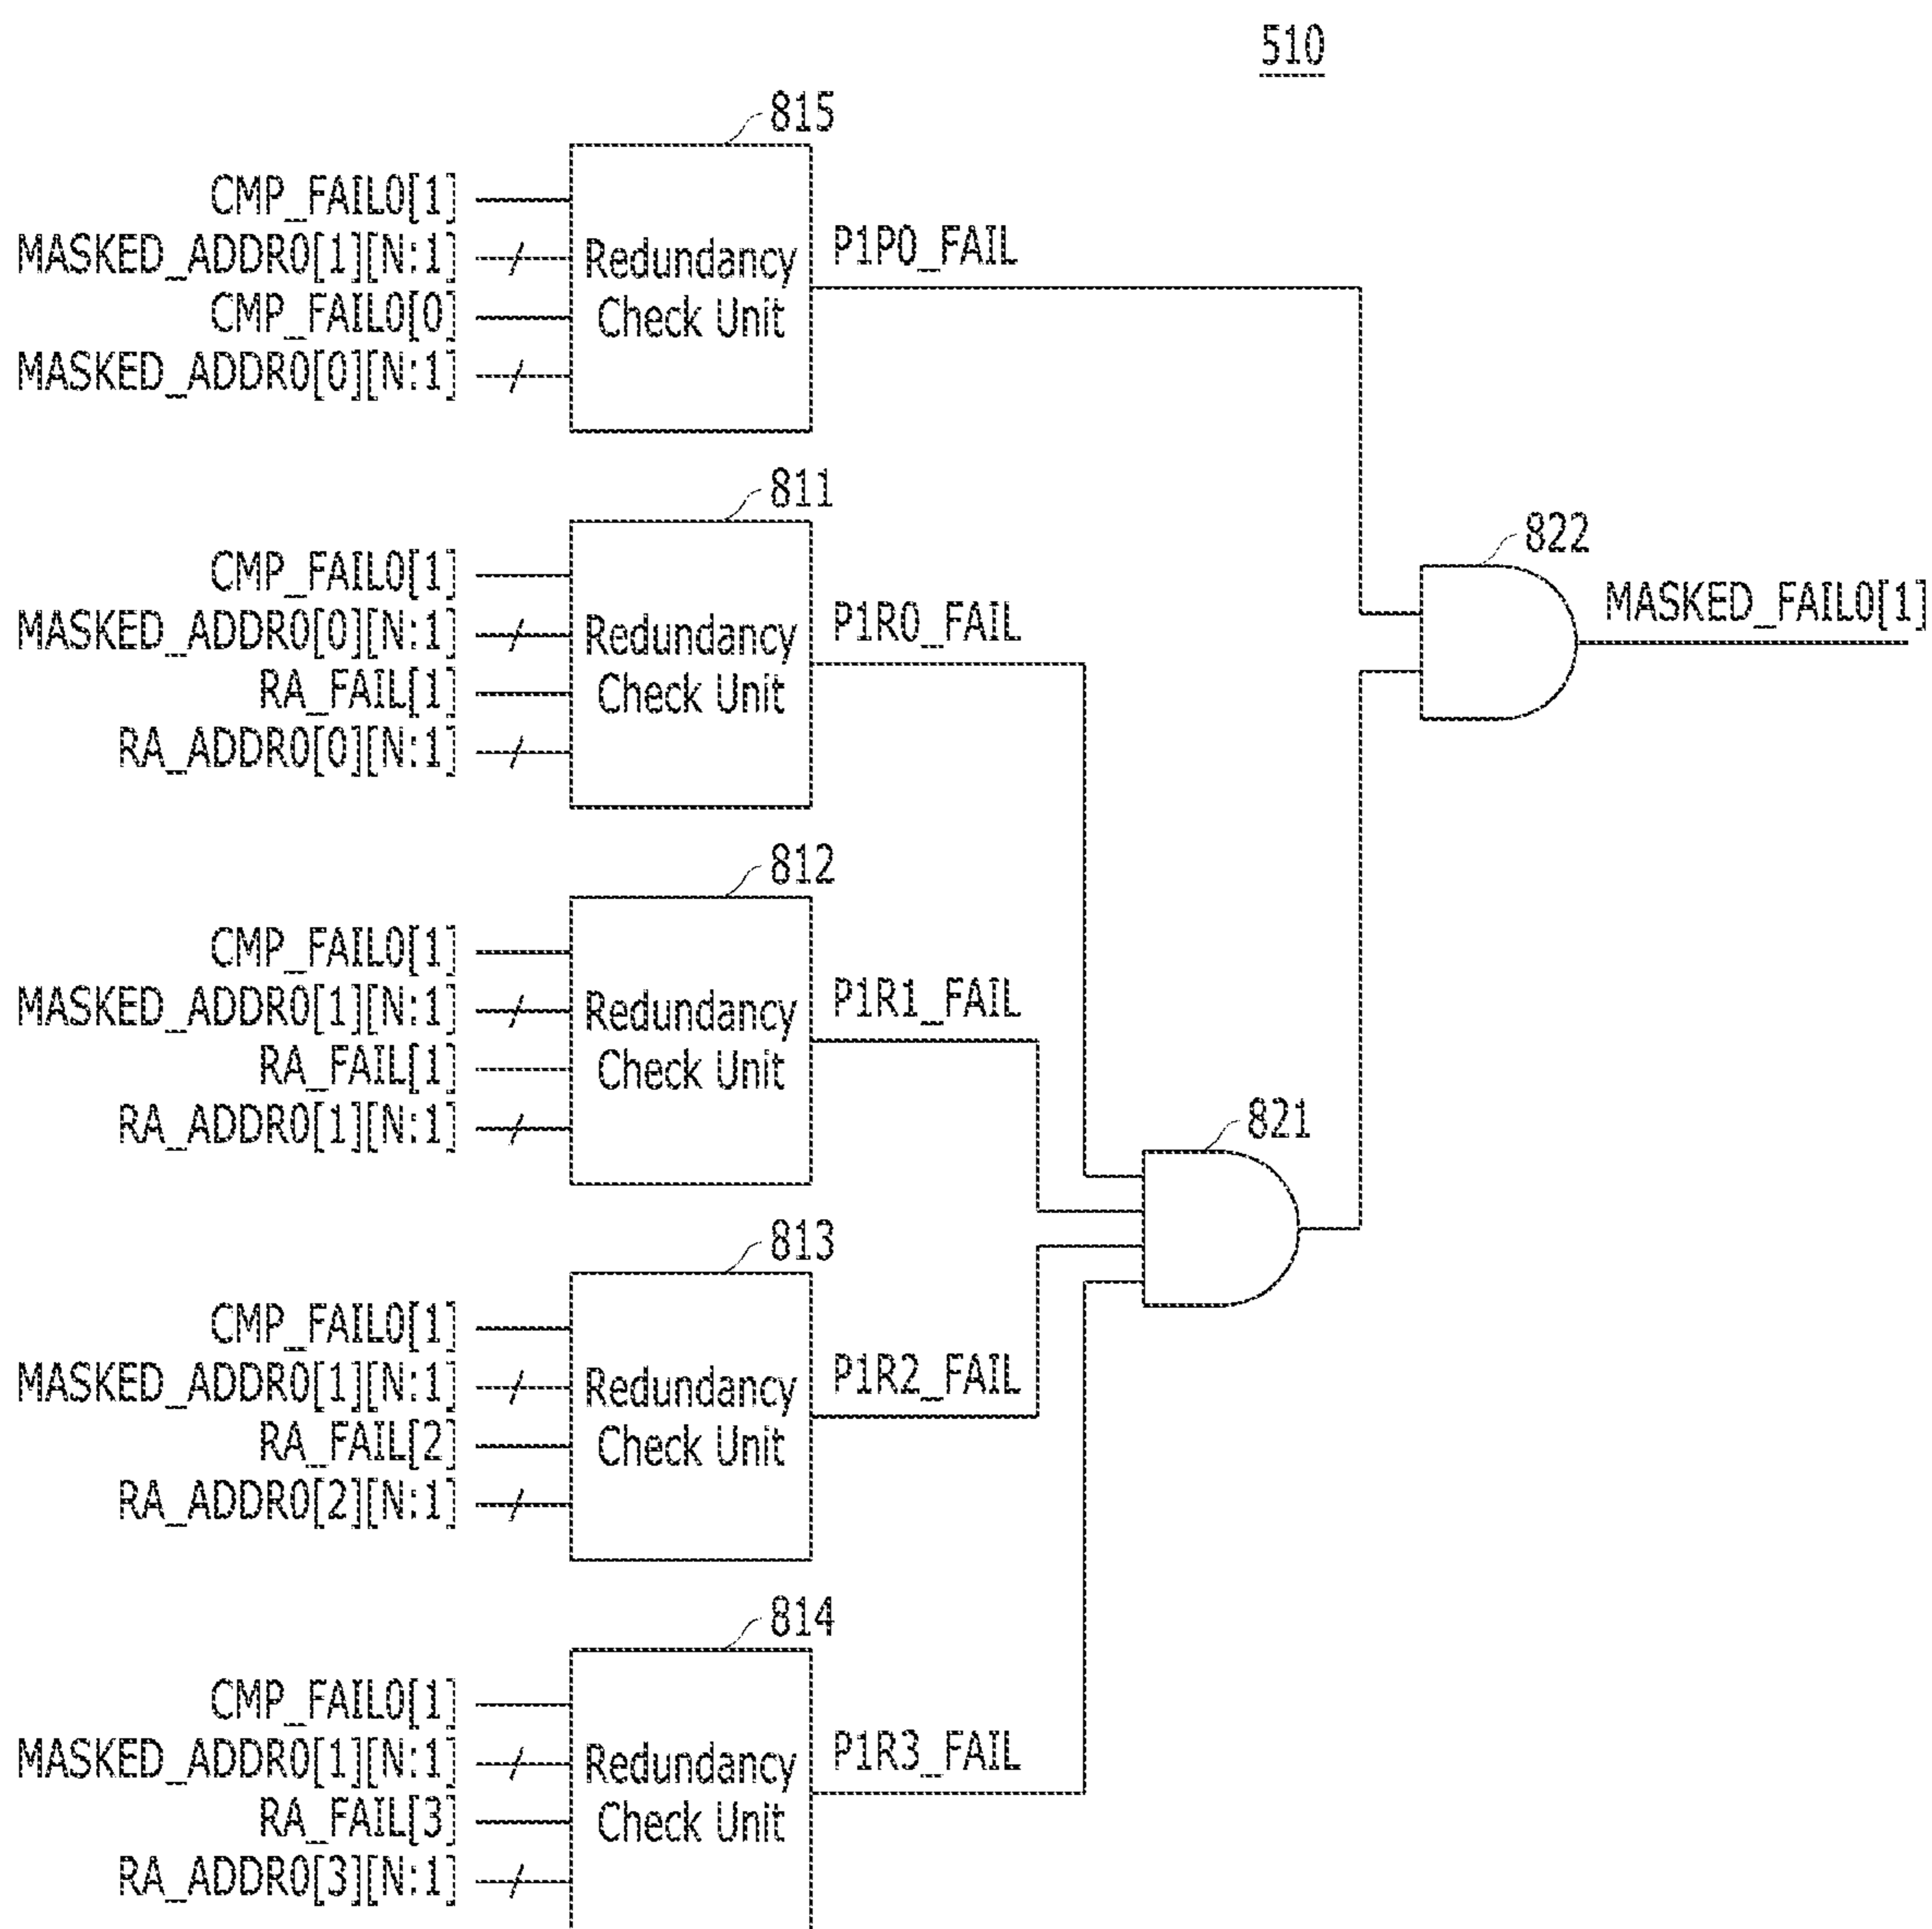 510
815
CMP_FAIL0[1]
MASKED_ADDR0[1][N:1]
CMP_FAIL0[0]
MASKED_ADDR0[0][N:1]
Redundancy
Check Unit
P1P0_FAIL
811
CMP_FAIL0[1]
MASKED_ADDR0[0][N:1]
RA_FAIL[1]
RA_ADDR0[0][N:1]
Redundancy
Check Unit
P1R0_FAIL
822
MASKED_FAIL0[1]
812
CMP_FAIL0[1]
MASKED_ADDR0[1][N:1]
RA_FAIL[1]
RA_ADDR0[1][N:1]
Redundancy
Check Unit
P1R1_FAIL
821
813
CMP_FAIL0[1]
MASKED_ADDR0[1][N:1]
RA_FAIL[2]
RA_ADDR0[2][N:1]
Redundancy
Check Unit
P1R2_FAIL
814
CMP_FAIL0[1]
MASKED_ADDR0[1][N:1]
RA_FAIL[3]
RA_ADDR0[3][N:1]
Redundancy
Check Unit
P1R3_FAIL